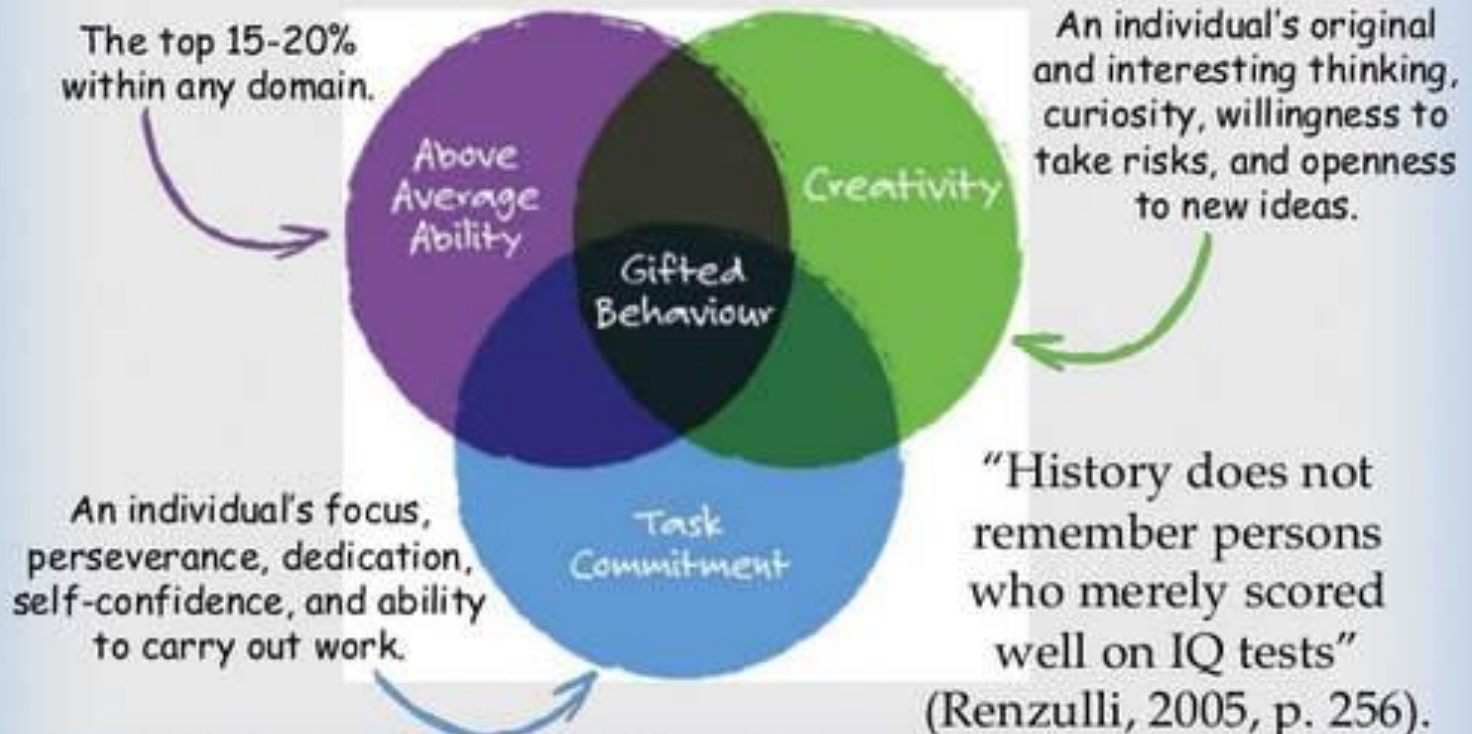 The top 15-20%
within any domain.
An individual's original
and interesting thinking,
curiosity, willingness to
take risks, and openness
to new ideas.
Above
Average
Ability
Creativity
Gifted
Behaviour
Task
Commitment
An individual's focus,
perseverance, dedication,
self-confidence, and ability
to carry out work.
“History does not
remember persons
who merely scored
well on IQ tests”
(Renzulli, 2005, p. 256).